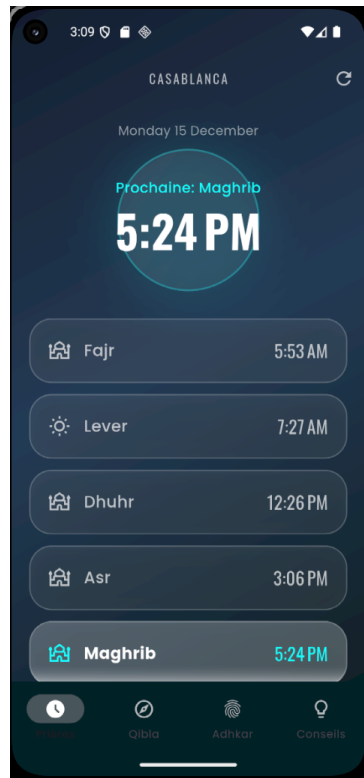 3:09
CASABLANCA
Monday 15 December
Prochaine: Maghrib
5:24 PM
Fajr 5:53 AM
Lever 7:27 AM
Dhuhr 12:26 PM
Asr 3:06 PM
Maghrib 5:24 PM
Qibla Adhkar Conseils